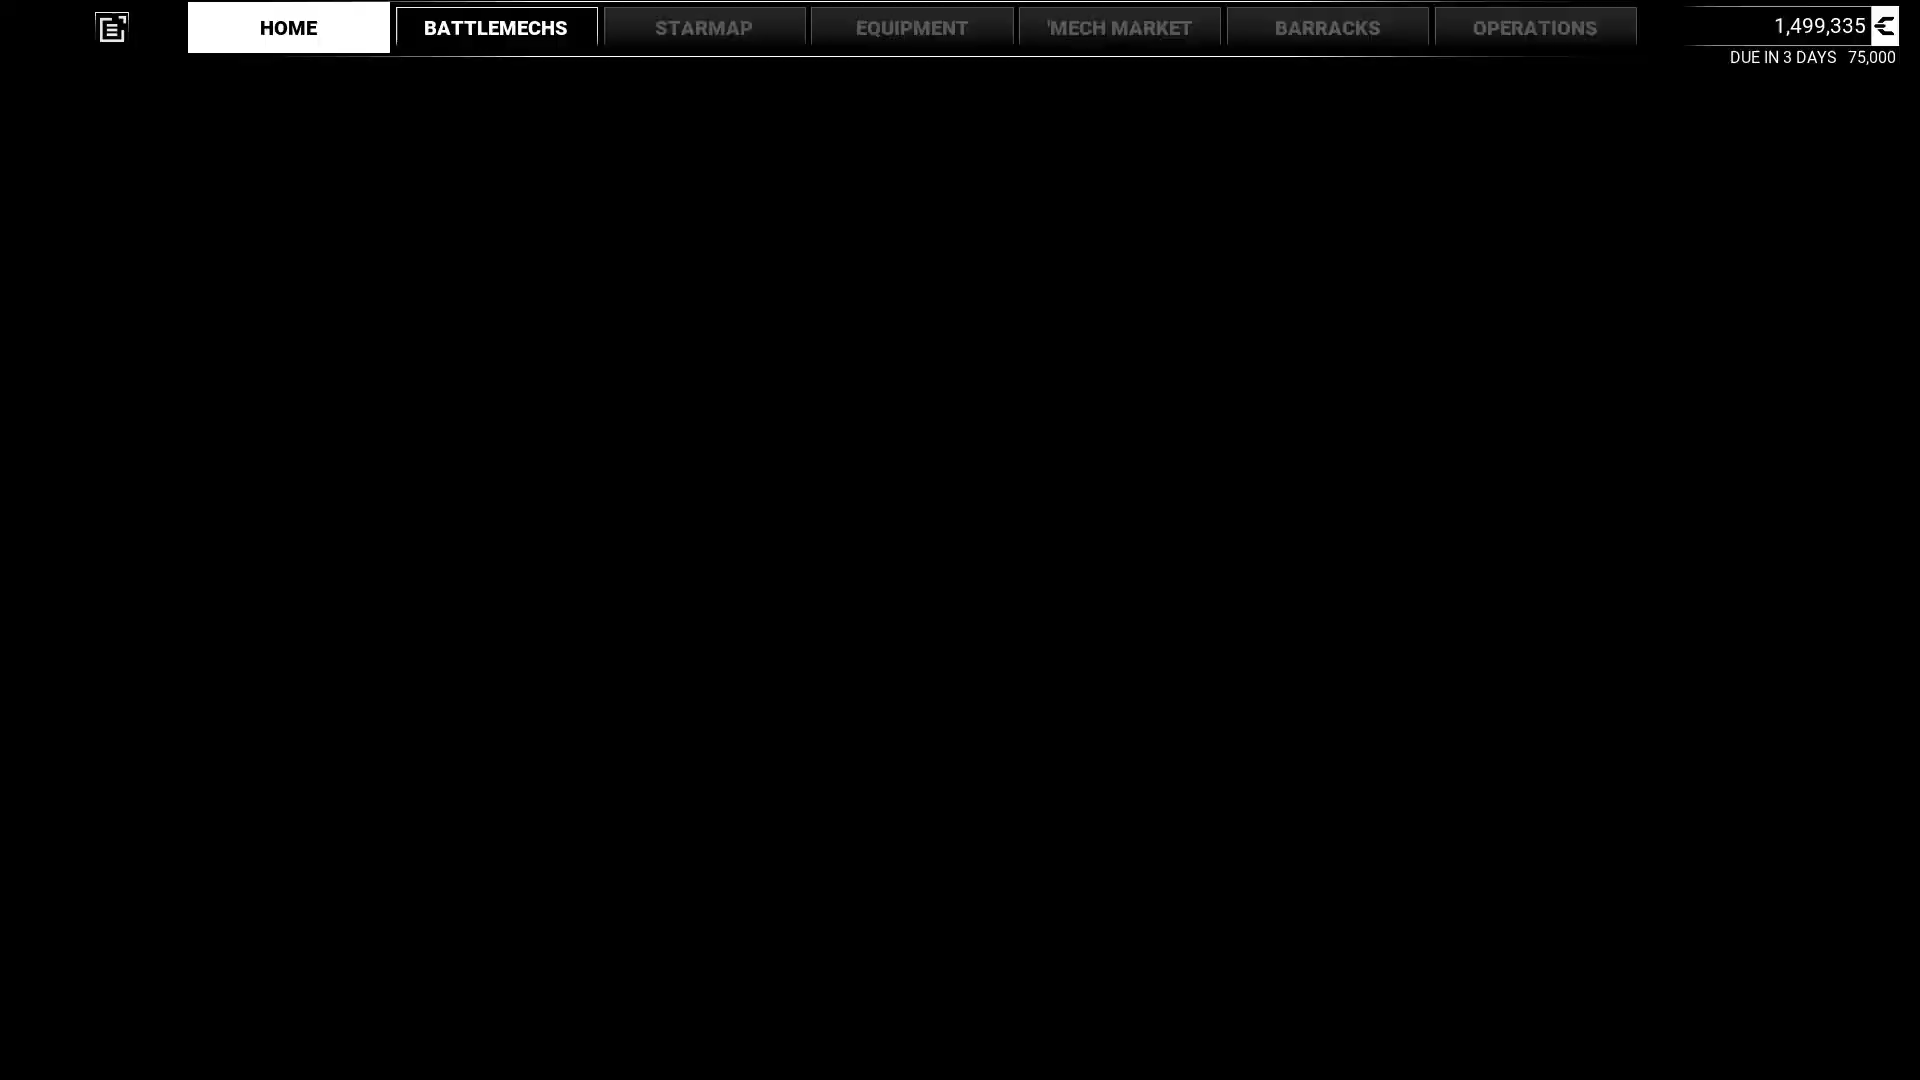 HOME
BATTLEMECHS
STARMAP
EQUIPMENT
'MECH MARKET
BARRACKS
OPERATIONS
1,499,335
DUE IN 3 DAYS 75,000